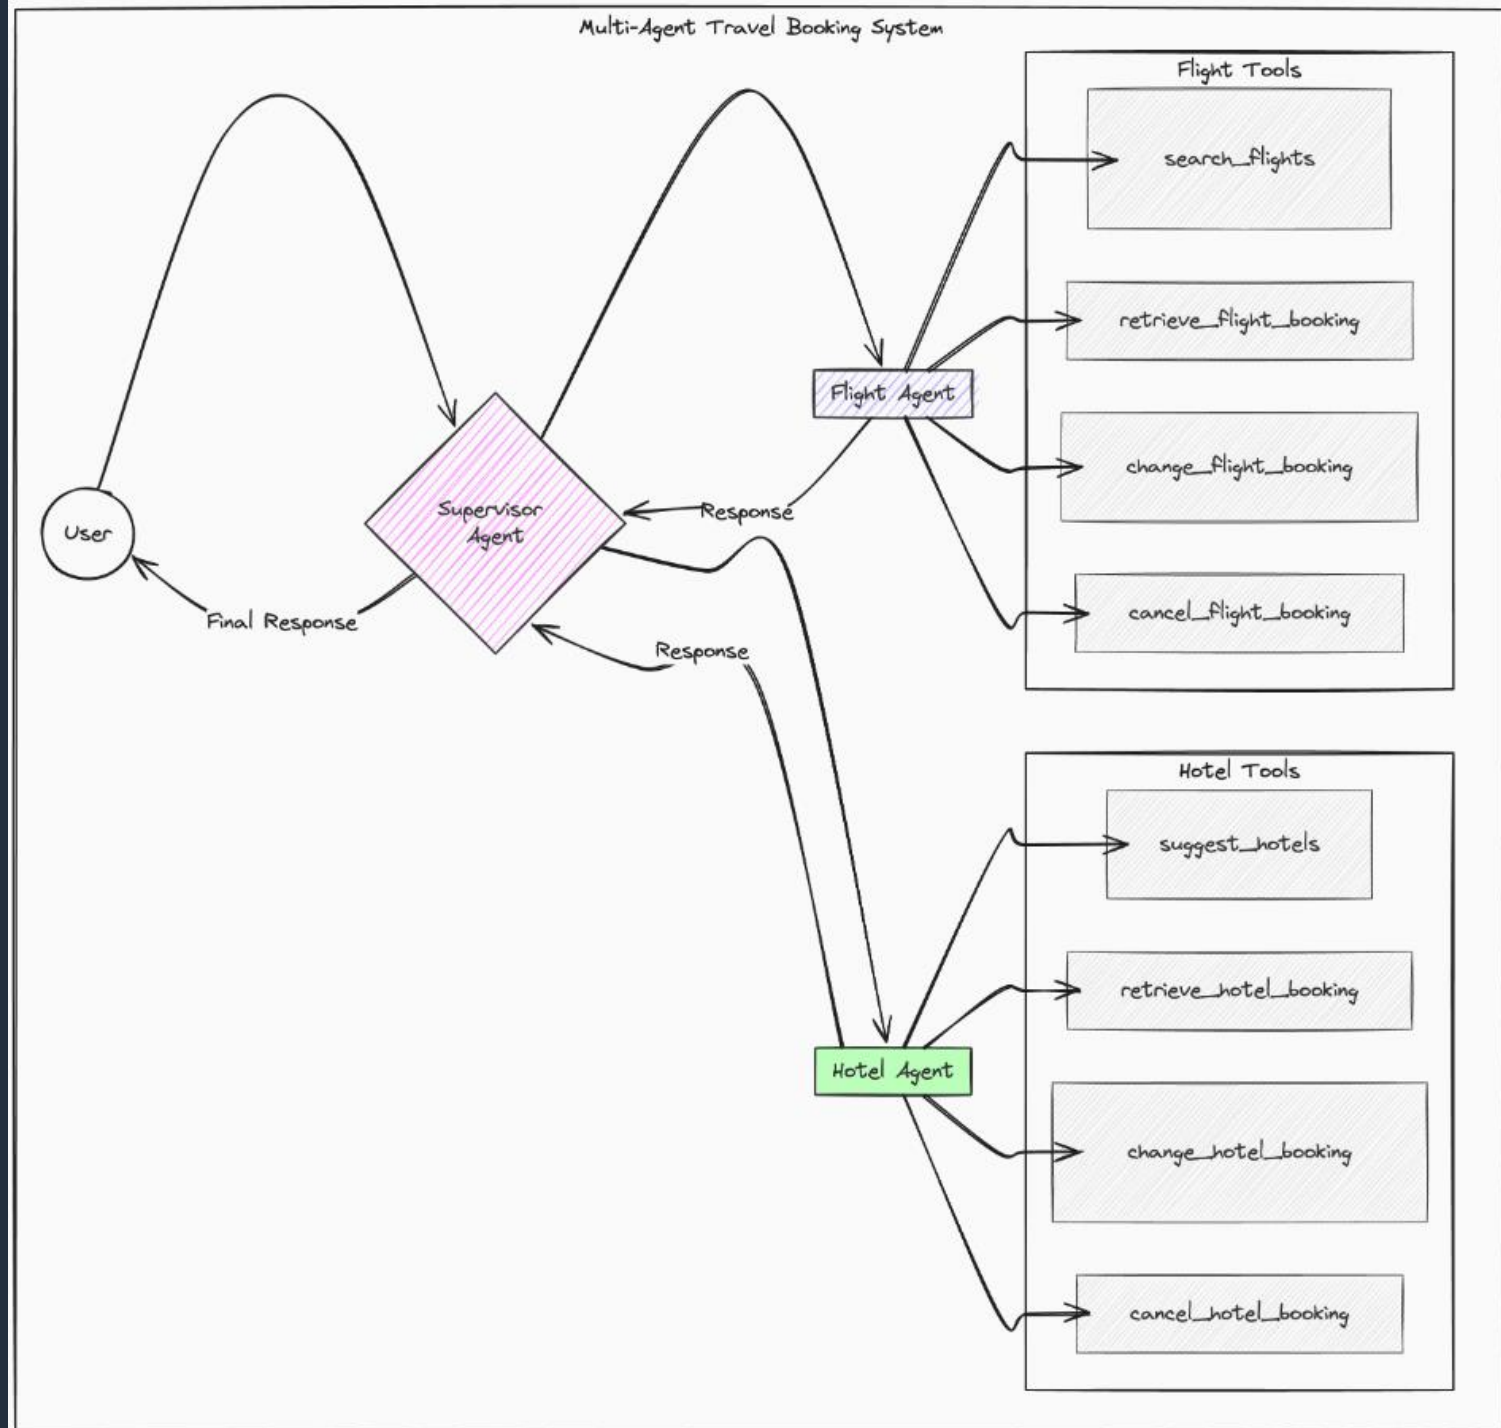 Multi-Agent Travel Booking System
Flight Tools
search_flights
retrieve_flight_booking
Flight Agent
change_flight_booking
Supervisor
Agent
Response
User
cancel_flight_booking
Final Response
Response
Hotel Tools
suggest_hotels
retrieve_hotel_booking
Hotel Agent
change_hotel_booking
cancel_hotel_booking